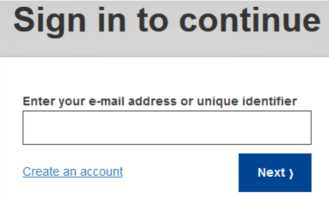 Sign in to continue
Enter your e-mail address or unique identifier
Create an account
Next ›